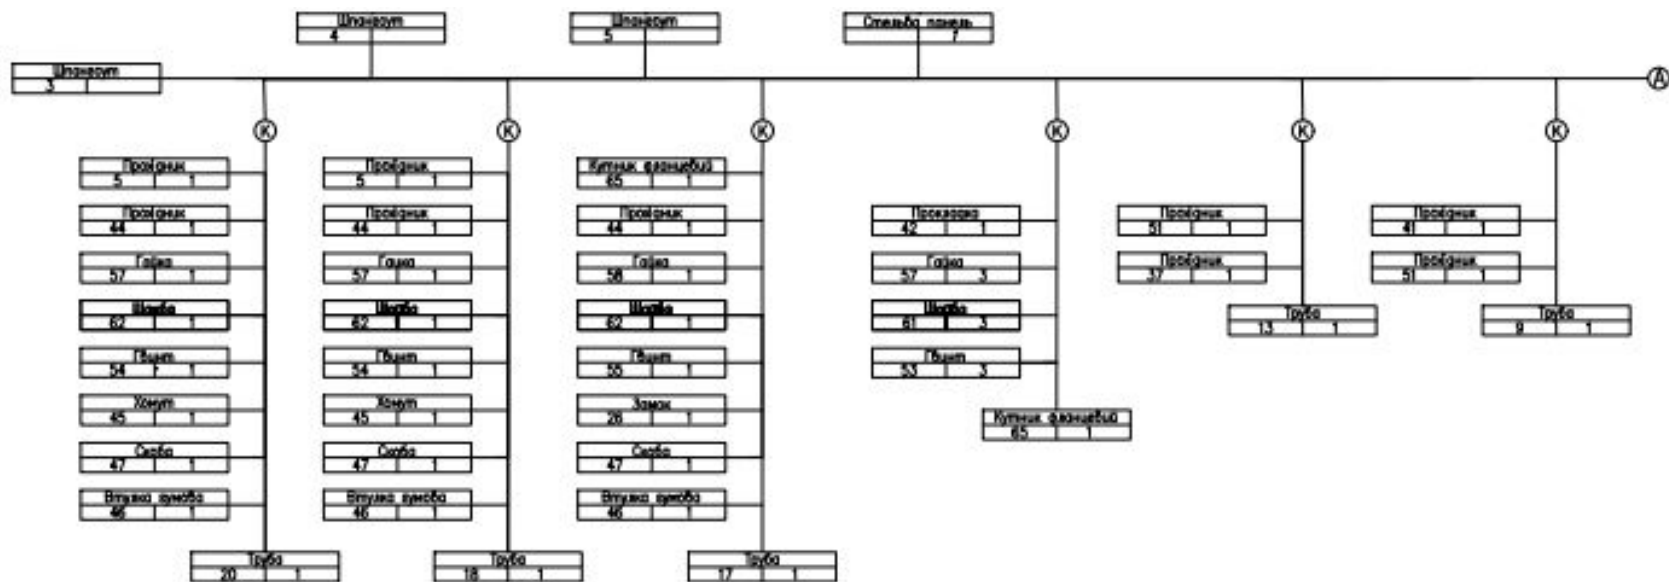 Шпангоут
4
Шпангоут
5
Стельва панель
7
Шпангоут
3
А
К
К
К
К
К
К
Прохідник
5 1
Прохідник
44 1
Гайка
57 1
Шайба
62 1
Гвинт
54
Хомут
45 1
Скоба
47 1
Втулка гумова
46 1
Труба
20 1
Прохідник
5 1
Прохідник
44 1
Гайка
57 1
Шайба
62 1
Гвинт
54 1
Хомут
45 1
Скоба
47 1
Втулка гумова
46 1
Труба
18 1
Кутник фланцевий
65 1
Прохідник
44 1
Гайка
58 1
Шайба
62 1
Гвинт
55 1
Замок
26 1
Скоба
47 1
Втулка гумова
46 1
Труба
17 1
Прокладка
42 1
Гайка
57 3
Шайба
61 3
Гвинт
53 3
Кутник фланцевий
65 1
Прохідник
51 1
Прохідник
37 1
Труба
13 1
Прохідник
41 1
Прохідник
51 1
Труба
9 1